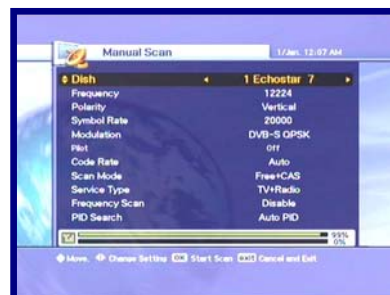 Manual Scan 1/Jan. 12:07 AM
Dish 1 Echostar 7
Frequency 12224
Polarity Vertical
Symbol Rate 20000
Modulation DVB-S QPSK
Pilot Off
Code Rate Auto
Scan Mode Free+CAS
Service Type TV+Radio
Frequency Scan Disable
PID Search Auto PID
99%
0%
Move, Change Setting OK Start Scan exit Cancel and Exit